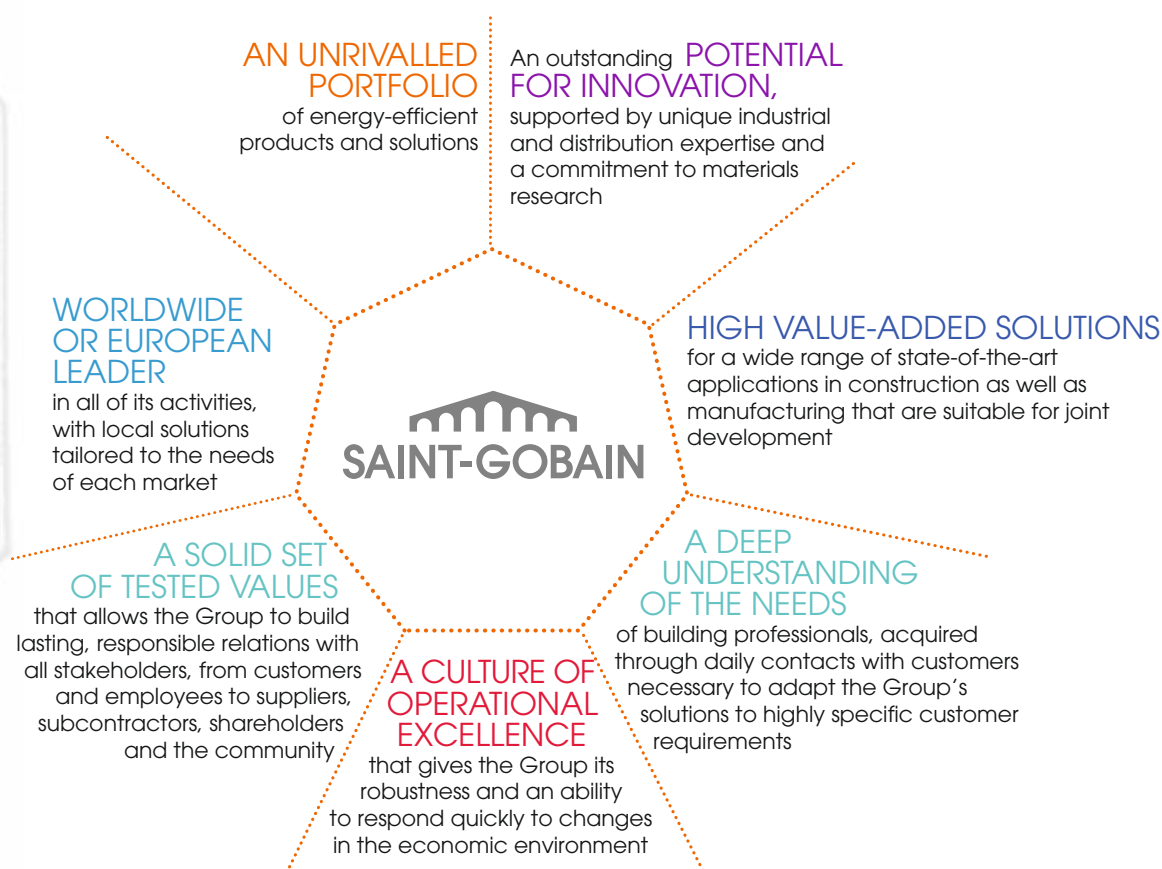 AN UNRIVALLED
PORTFOLIO
of energy-efficient
products and solutions
An outstanding POTENTIAL
FOR INNOVATION,
supported by unique industrial
and distribution expertise and
a commitment to materials
research
WORLDWIDE
OR EUROPEAN
LEADER
in all of its activities,
with local solutions
tailored to the needs
of each market
SAINT-GOBAIN
HIGH VALUE-ADDED SOLUTIONS
for a wide range of state-of-the-art
applications in construction as well as
manufacturing that are suitable for joint
development
A SOLID SET
OF TESTED VALUES
that allows the Group to build
lasting, responsible relations with
all stakeholders, from customers
and employees to suppliers,
subcontractors, shareholders
and the community
A CULTURE OF
OPERATIONAL
EXCELLENCE
that gives the Group its
robustness and an ability
to respond quickly to changes
in the economic environment
A DEEP
UNDERSTANDING
OF THE NEEDS
of building professionals, acquired
through daily contacts with customers
necessary to adapt the Group's
solutions to highly specific customer
requirements